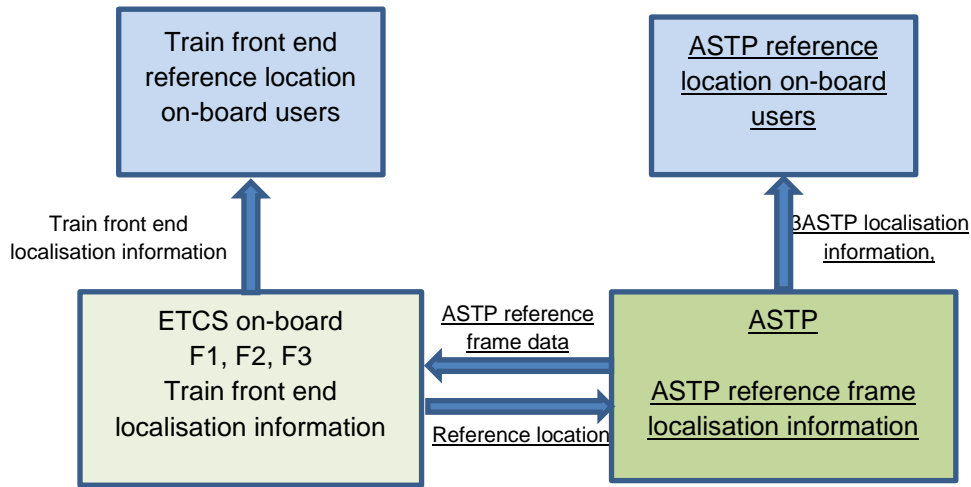 Train front end
reference location
on-board users
ASTP reference
location on-board
users
Train front end
localisation information
3ASTP localisation
information,
ETCS on-board
F1, F2, F3
Train front end
localisation information
ASTP reference
frame data
Reference location
ASTP
ASTP reference frame
localisation information